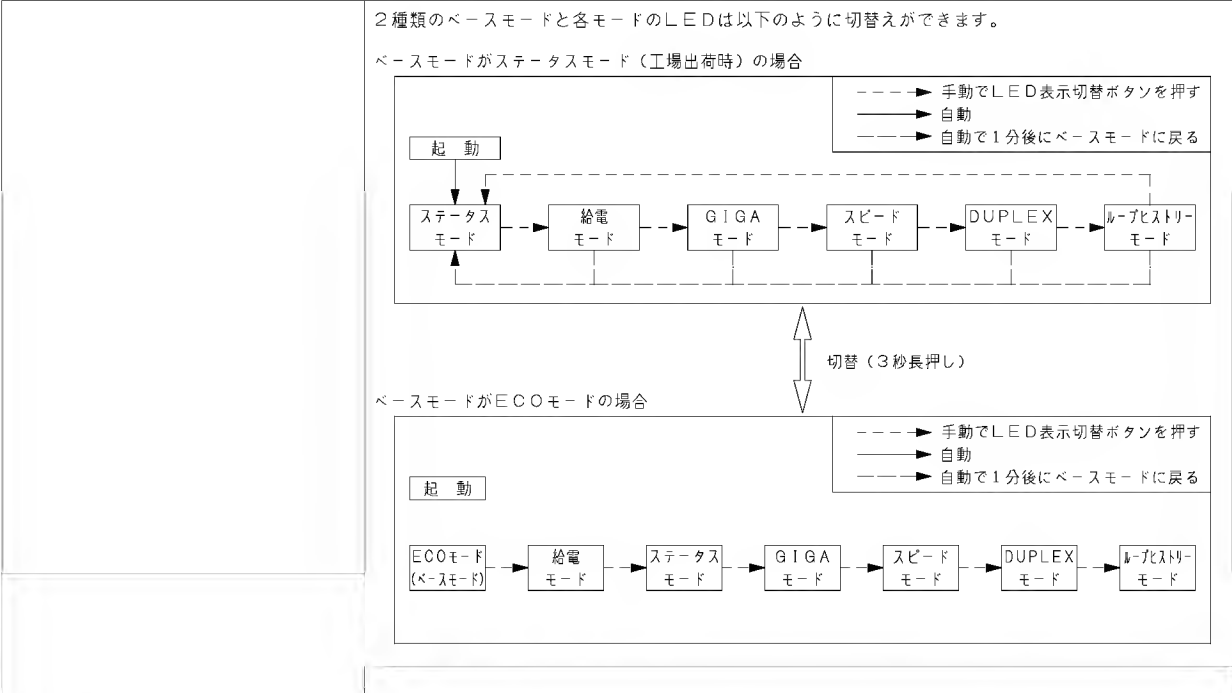 ２種類のベースモードと各モードのＬＥＤは以下のように切替えができます。
ベースモードがステータスモード（工場出荷時）の場合
手動でＬＥＤ表示切替ボタンを押す
自動
自動で１分後にベースモードに戻る
起　動
ステータス
モード
給電
モード
ＧＩＧＡ
モード
スピード
モード
ＤＵＰＬＥＸ
モード
ﾙｰﾌﾟﾋｽﾄﾘｰ
モード
切替（３秒長押し）
ベースモードがＥＣＯモードの場合
手動でＬＥＤ表示切替ボタンを押す
自動
自動で１分後にベースモードに戻る
起　動
ＥＣＯﾓｰﾄﾞ
(ﾍﾞｰｽﾓｰﾄﾞ)
給電
モード
ステータス
モード
ＧＩＧＡ
モード
スピード
モード
ＤＵＰＬＥＸ
モード
ﾙｰﾌﾟﾋｽﾄﾘｰ
モード